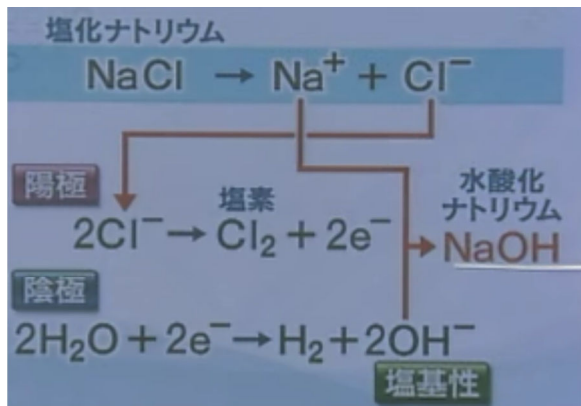 塩化ナトリウム
NaCl → Na⁺ + Cl⁻
陽極
塩素
2Cl⁻ → Cl₂ + 2e⁻
水酸化
ナトリウム
NaOH
陰極
2H₂O + 2e⁻ → H₂ + 2OH⁻
塩基性